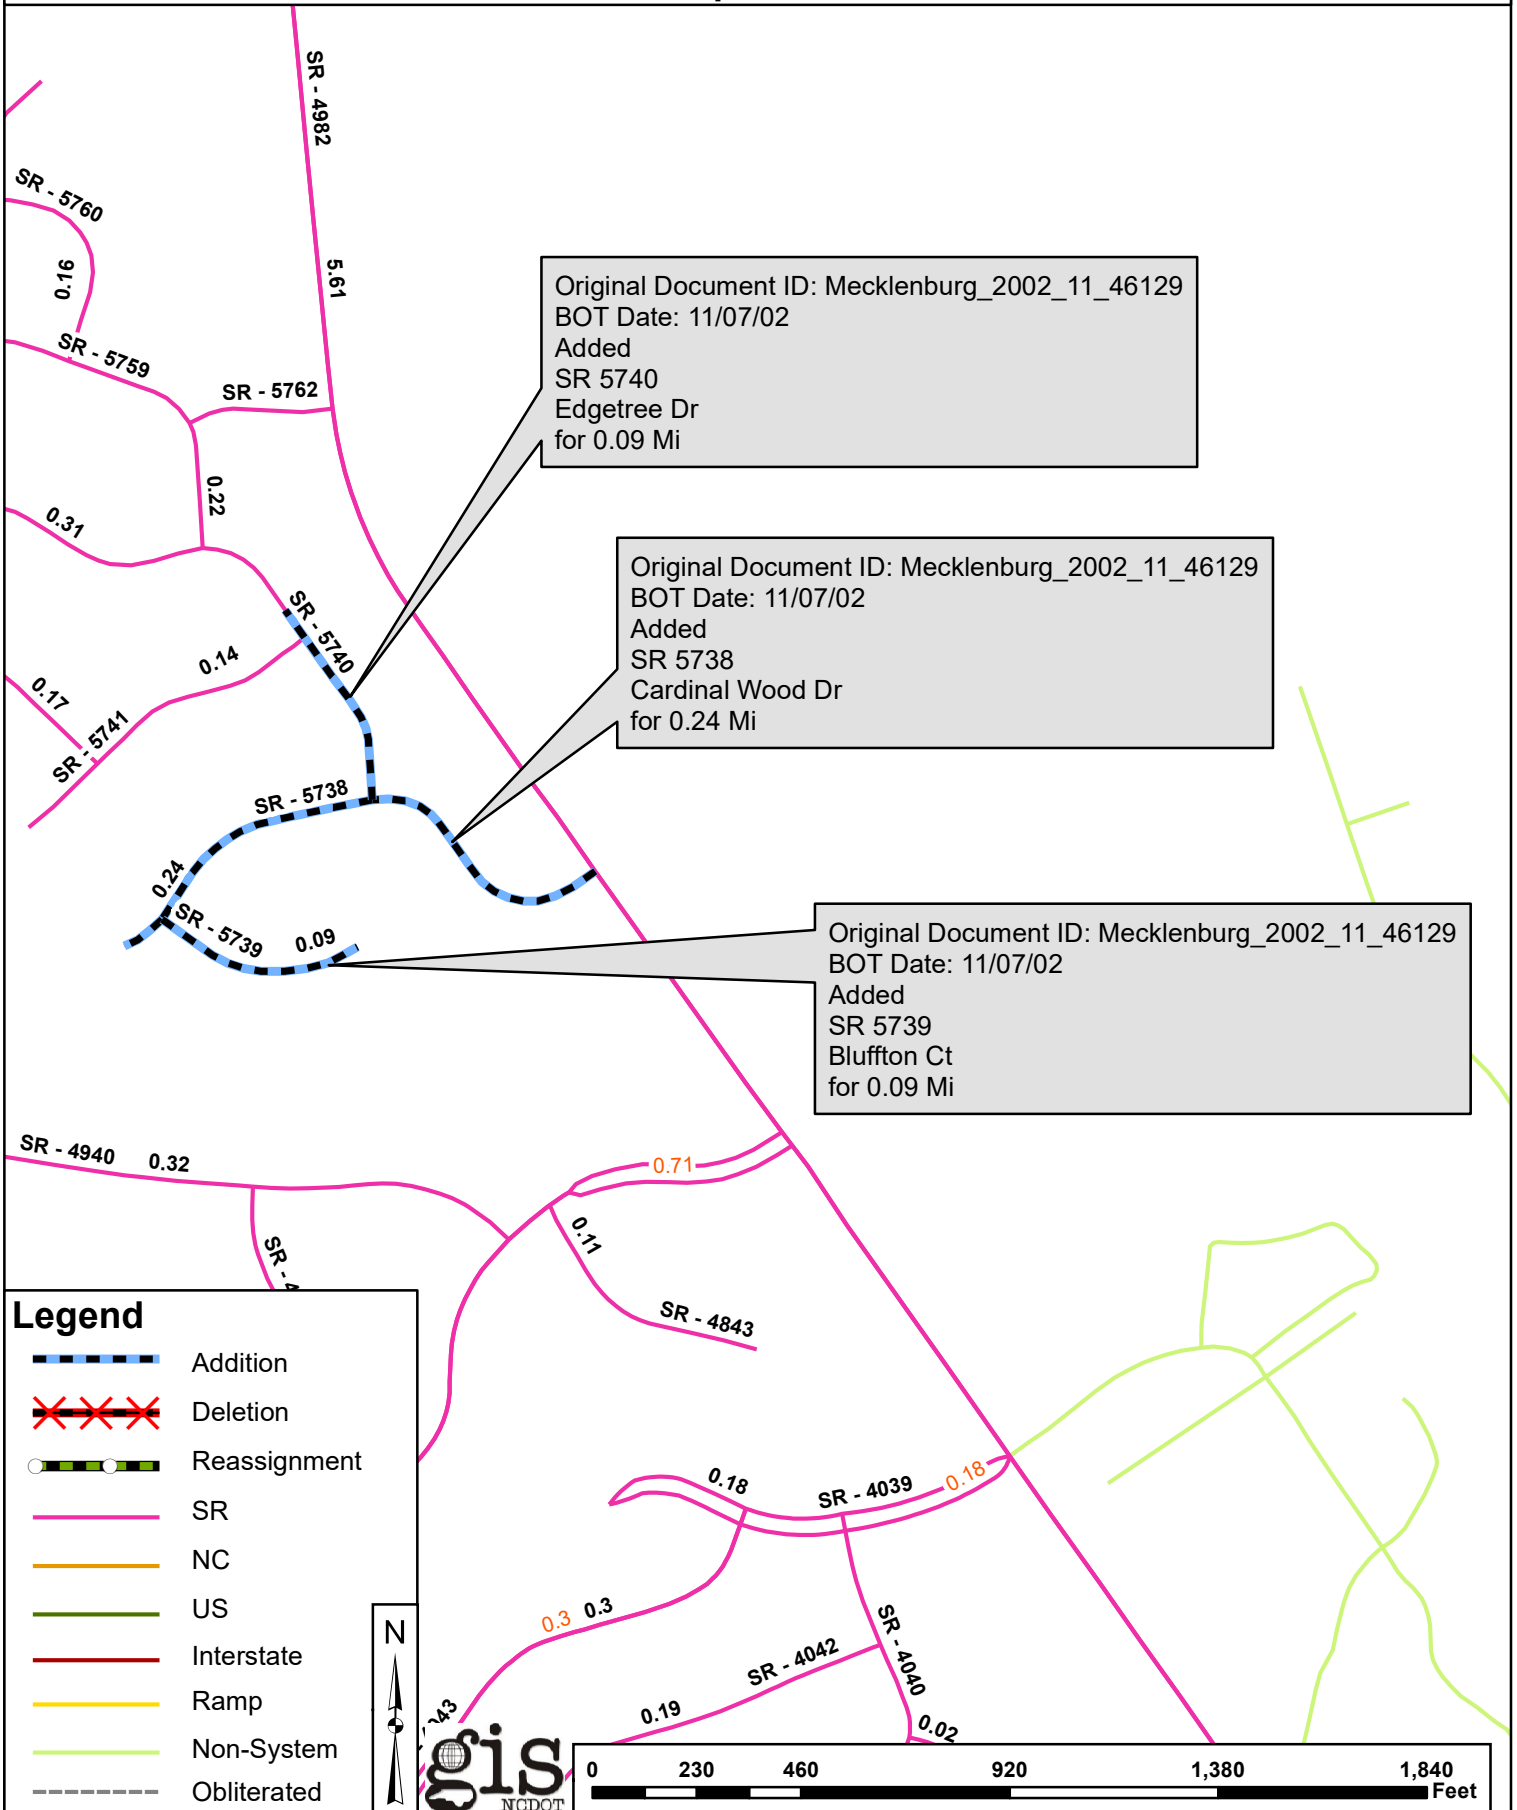 SR - 4982
5.61
SR - 5760
0.16
SR - 5759
SR - 5762
0.22
0.31
Original Document ID: Mecklenburg_2002_11_46129
BOT Date: 11/07/02
Added
SR 5740
Edgetree Dr
for 0.09 Mi
Original Document ID: Mecklenburg_2002_11_46129
BOT Date: 11/07/02
Added
SR 5738
Cardinal Wood Dr
for 0.24 Mi
SR - 5740
0.14
0.17
SR - 5741
SR - 5738
0.24
SR - 5739
0.09
Original Document ID: Mecklenburg_2002_11_46129
BOT Date: 11/07/02
Added
SR 5739
Bluffton Ct
for 0.09 Mi
SR - 4940
0.32
0.71
0.11
SR - 4
SR - 4843
Legend
Addition
Deletion
Reassignment
SR
NC
US
Interstate
Ramp
Non-System
Obliterated
N
0.18
SR - 4039
0.18
0.3
0.3
SR - 4042
SR - 4040
0.19
0.02
043
gis
NCDOT
0 230 460 920 1,380 1,840
Feet